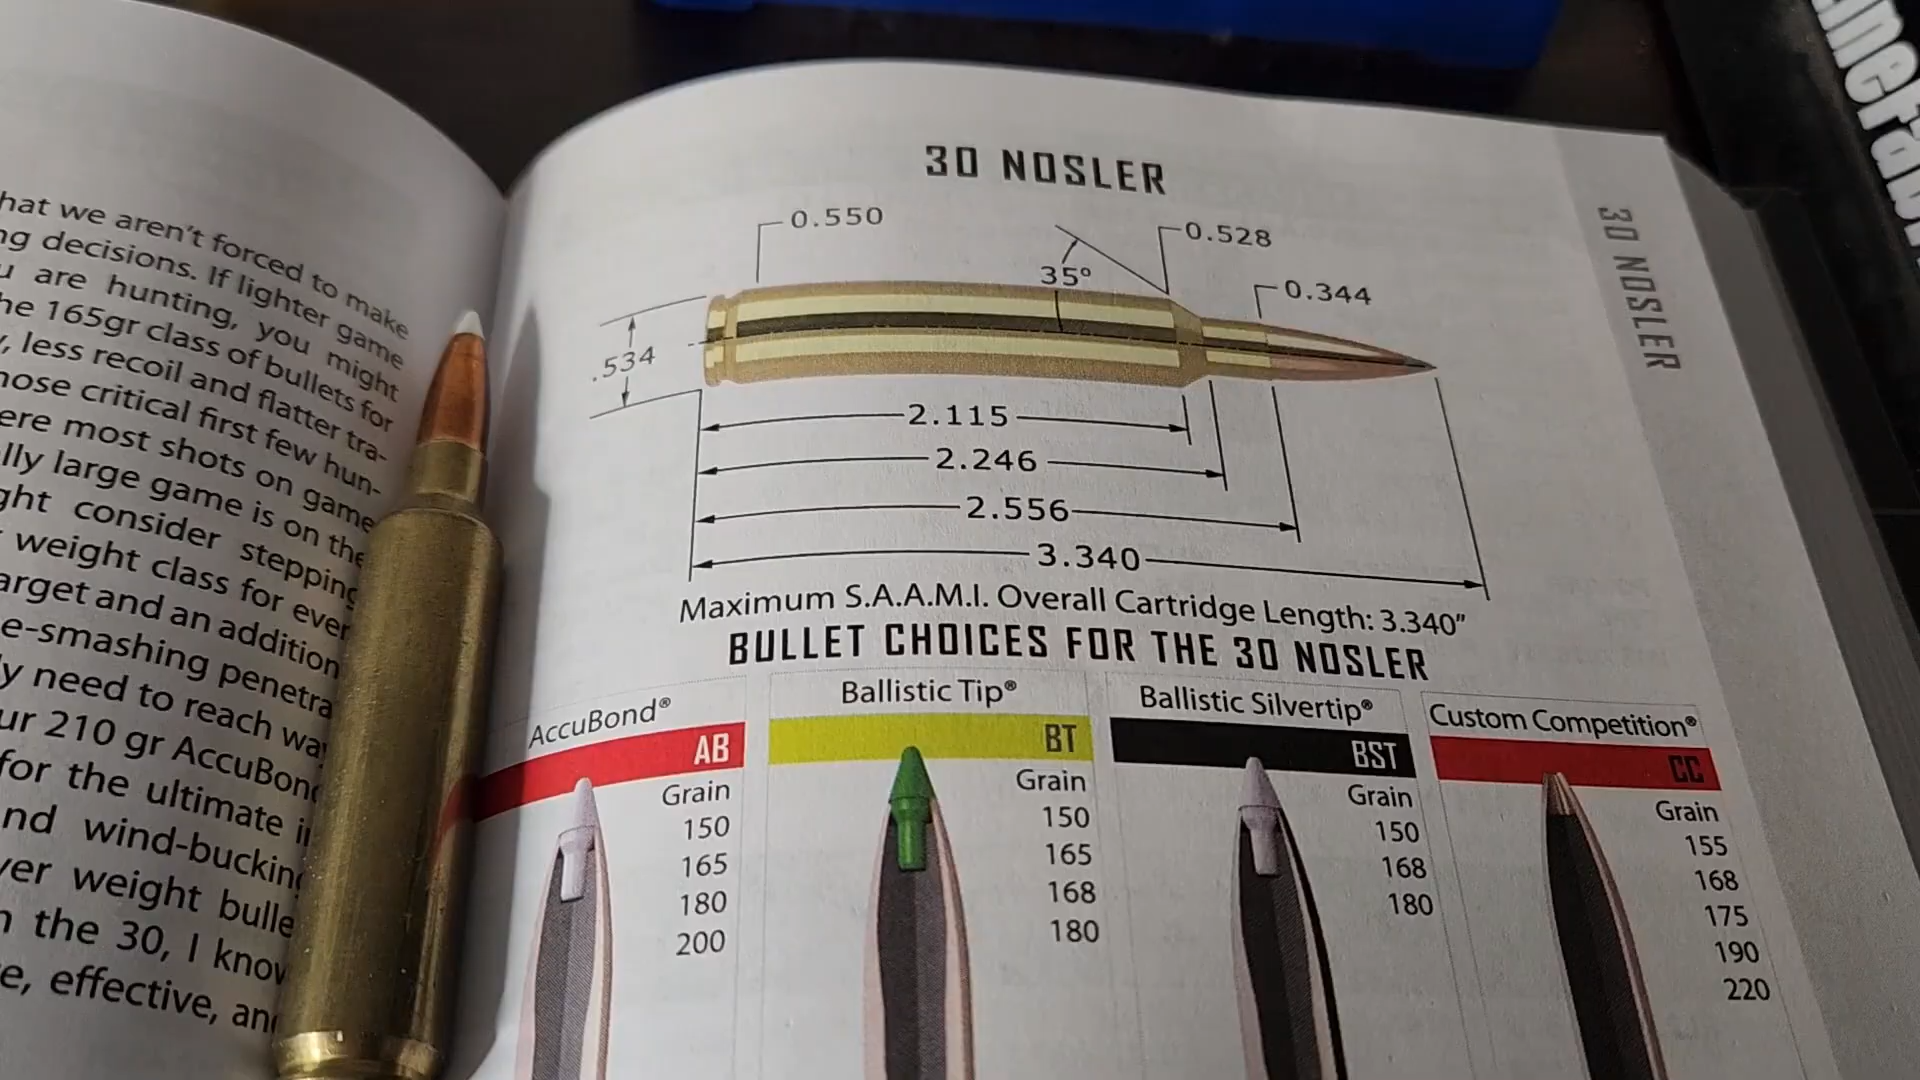 hat we aren't forced to make
ng decisions. If lighter game
u are hunting, you might
he 165gr class of bullets for
, less recoil and flatter tra-
hose critical first few hun-
ere most shots on game
lly large game is on the
ght consider stepping
weight class for ever
arget and an addition
e-smashing penetra
ly need to reach way
ur 210 gr AccuBond
for the ultimate i
nd wind-bucking
ver weight bulle
n the 30, I know
e, effective, and
30 NOSLER
0.550
0.528
35°
0.344
.534
2.115
2.246
2.556
3.340
Maximum S.A.A.M.I. Overall Cartridge Length: 3.340"
BULLET CHOICES FOR THE 30 NOSLER
AccuBond®
AB
Grain
150
165
180
200
Ballistic Tip®
BT
Grain
150
165
168
180
Ballistic Silvertip®
BST
Grain
150
168
180
Custom Competition®
CC
Grain
155
168
175
190
220
30 NOSLER